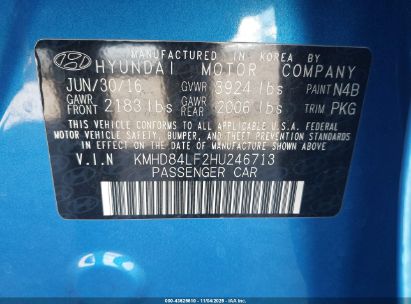 MANUFACTURED IN KOREA BY
HYUNDAI MOTOR COMPANY
JUN/30/16 GVWR 3924 lbs PAINT N4B
GAWR FRONT 2183 lbs GAWR REAR 2006 lbs TRIM PKG
THIS VEHICLE CONFORMS TO ALL APPLICABLE U.S.A. FEDERAL
MOTOR VEHICLE SAFETY, BUMPER, AND THEFT PREVENTION STANDARDS
IN EFFECT ON THE DATE OF MANUFACTURE SHOWN ABOVE.
V.I.N KMHD84LF2HU246713
PASSENGER CAR